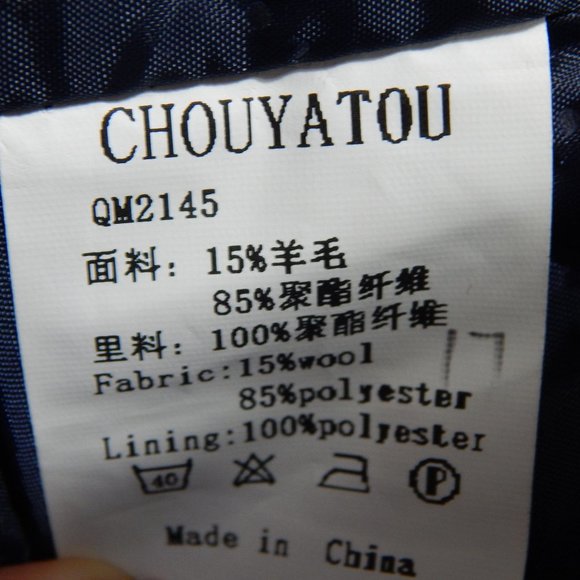 CHOUYATOU
QM2145
面料：15%羊毛
85%聚酯纤维
里料：100%聚酯纤维
Fabric:15%wool
85%polyester
Lining:100%polyester
40
P
Made in China